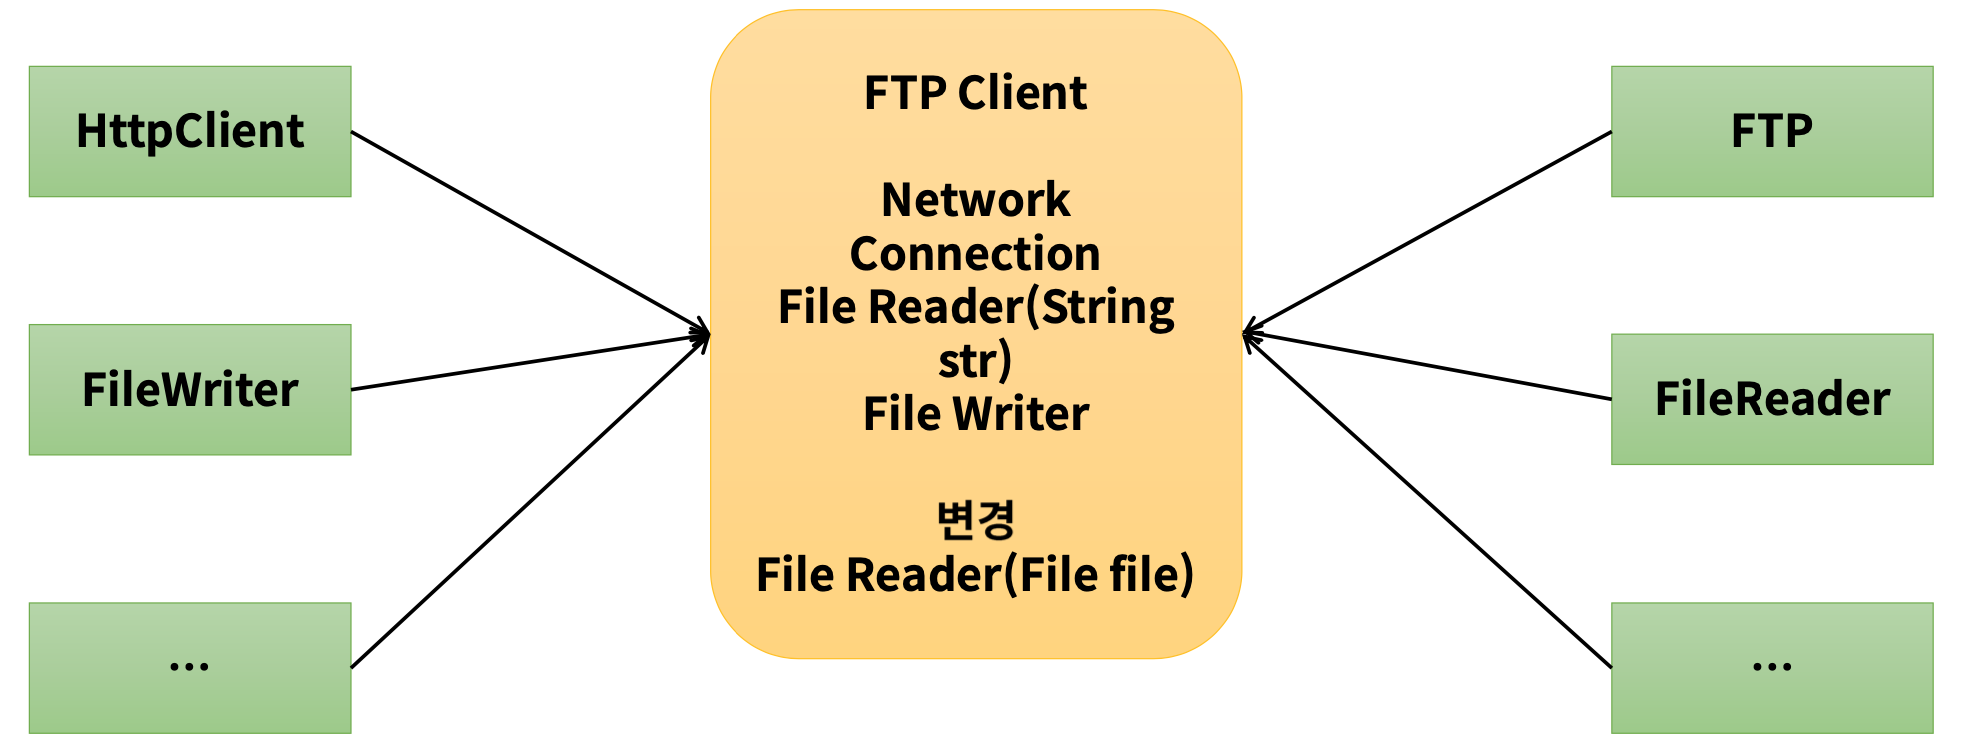 HttpClient
FileWriter
...
FTP Client
Network
Connection
File Reader(String
str)
File Writer
변경
File Reader(File file)
FTP
FileReader
...